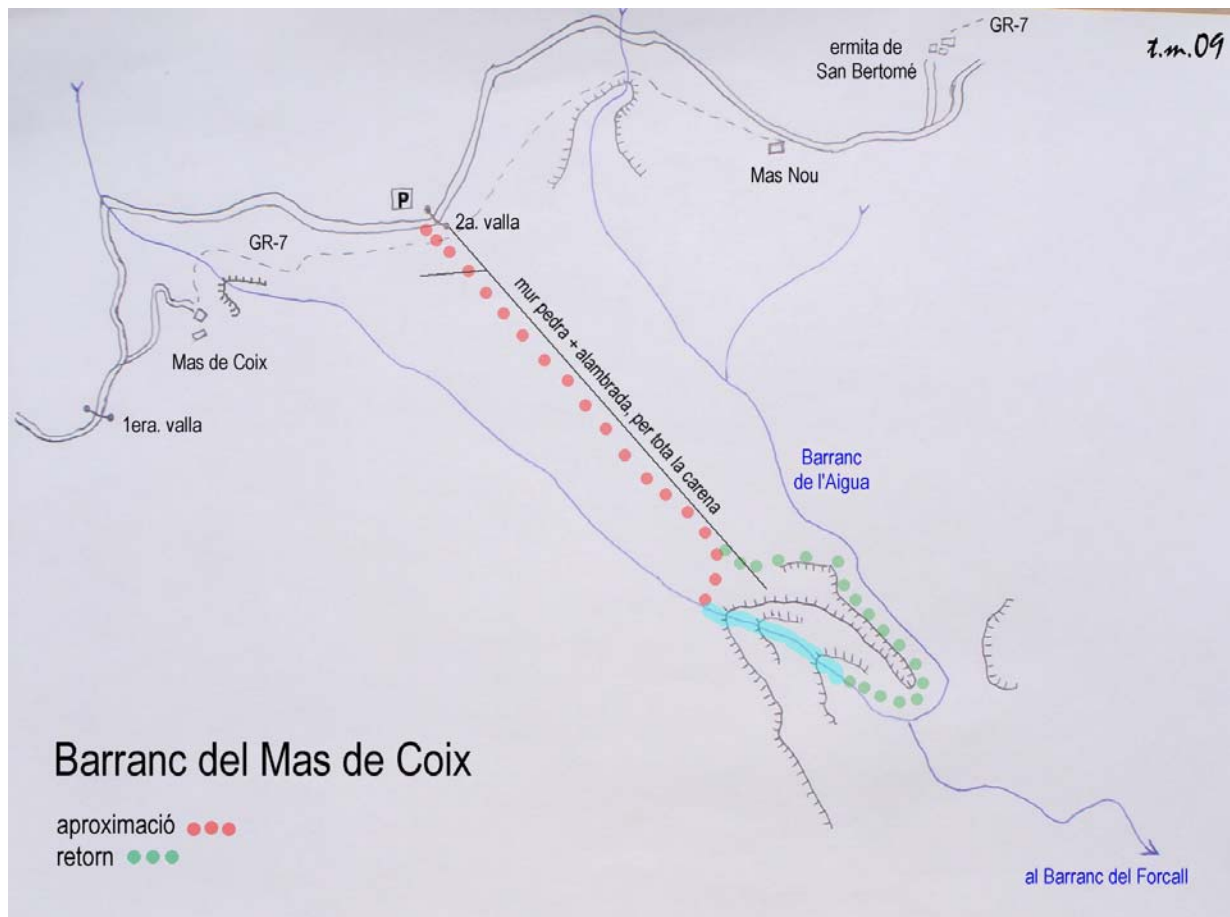 GR-7
t.m.09
ermita de
San Bertomé
Mas Nou
P
2a. valla
GR-7
mur pedra + alambrada, per tota la carena
Mas de Coix
1era. valla
Barranc
de l'Aigua
Barranc del Mas de Coix
aproximació
retorn
al Barranc del Forcall